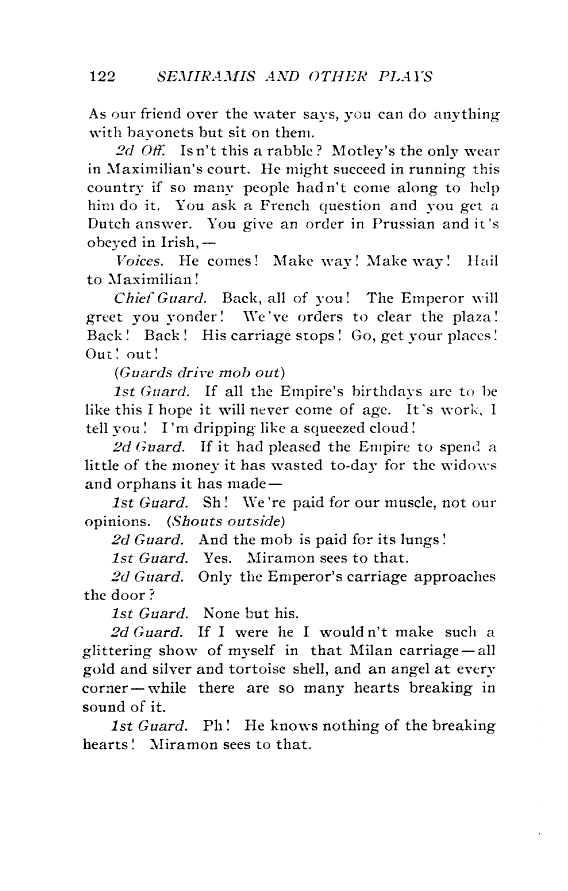 122 SEMIRAMIS AND OTHER PLAYS
As our friend over the water says, you can do anything
with bayonets but sit on them.
2d Off. Isn't this a rabble? Motley's the only wear
in Maximilian's court. He might succeed in running this
country if so many people hadn't come along to help
him do it. You ask a French question and you get a
Dutch answer. You give an order in Prussian and it's
obeyed in Irish,—
Voices. He comes! Make way! Make way! Hail
to Maximilian!
Chief Guard. Back, all of you! The Emperor will
greet you yonder! We've orders to clear the plaza!
Back! Back! His carriage stops! Go, get your places!
Out! out!
(Guards drive mob out)
1st Guard. If all the Empire's birthdays are to be
like this I hope it will never come of age. It's work, I
tell you! I'm dripping like a squeezed cloud!
2d Guard. If it had pleased the Empire to spend a
little of the money it has wasted to-day for the widows
and orphans it has made—
1st Guard. Sh! We're paid for our muscle, not our
opinions. (Shouts outside)
2d Guard. And the mob is paid for its lungs!
1st Guard. Yes. Miramon sees to that.
2d Guard. Only the Emperor's carriage approaches
the door?
1st Guard. None but his.
2d Guard. If I were he I wouldn't make such a
glittering show of myself in that Milan carriage—all
gold and silver and tortoise shell, and an angel at every
corner—while there are so many hearts breaking in
sound of it.
1st Guard. Ph! He knows nothing of the breaking
hearts! Miramon sees to that.